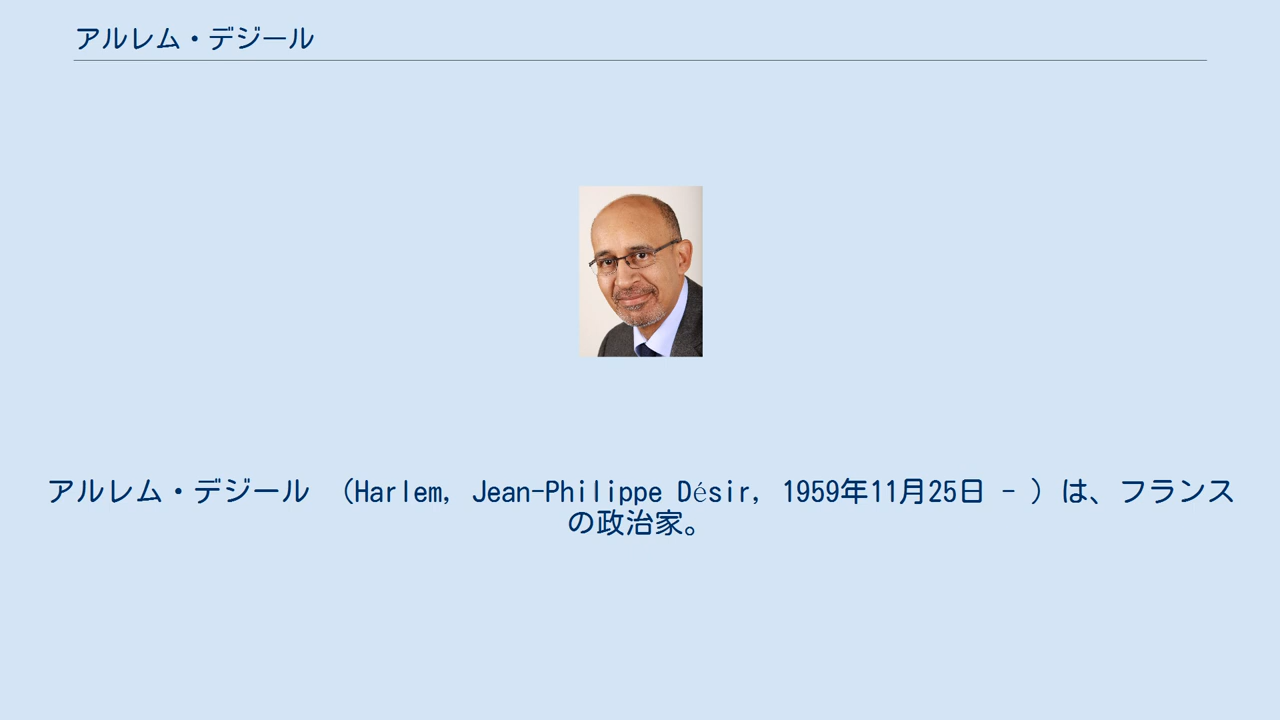 アルレム・デジール
アルレム・デジール （Harlem, Jean-Philippe Désir, 1959年11月25日 - ）は、フランス
の政治家。